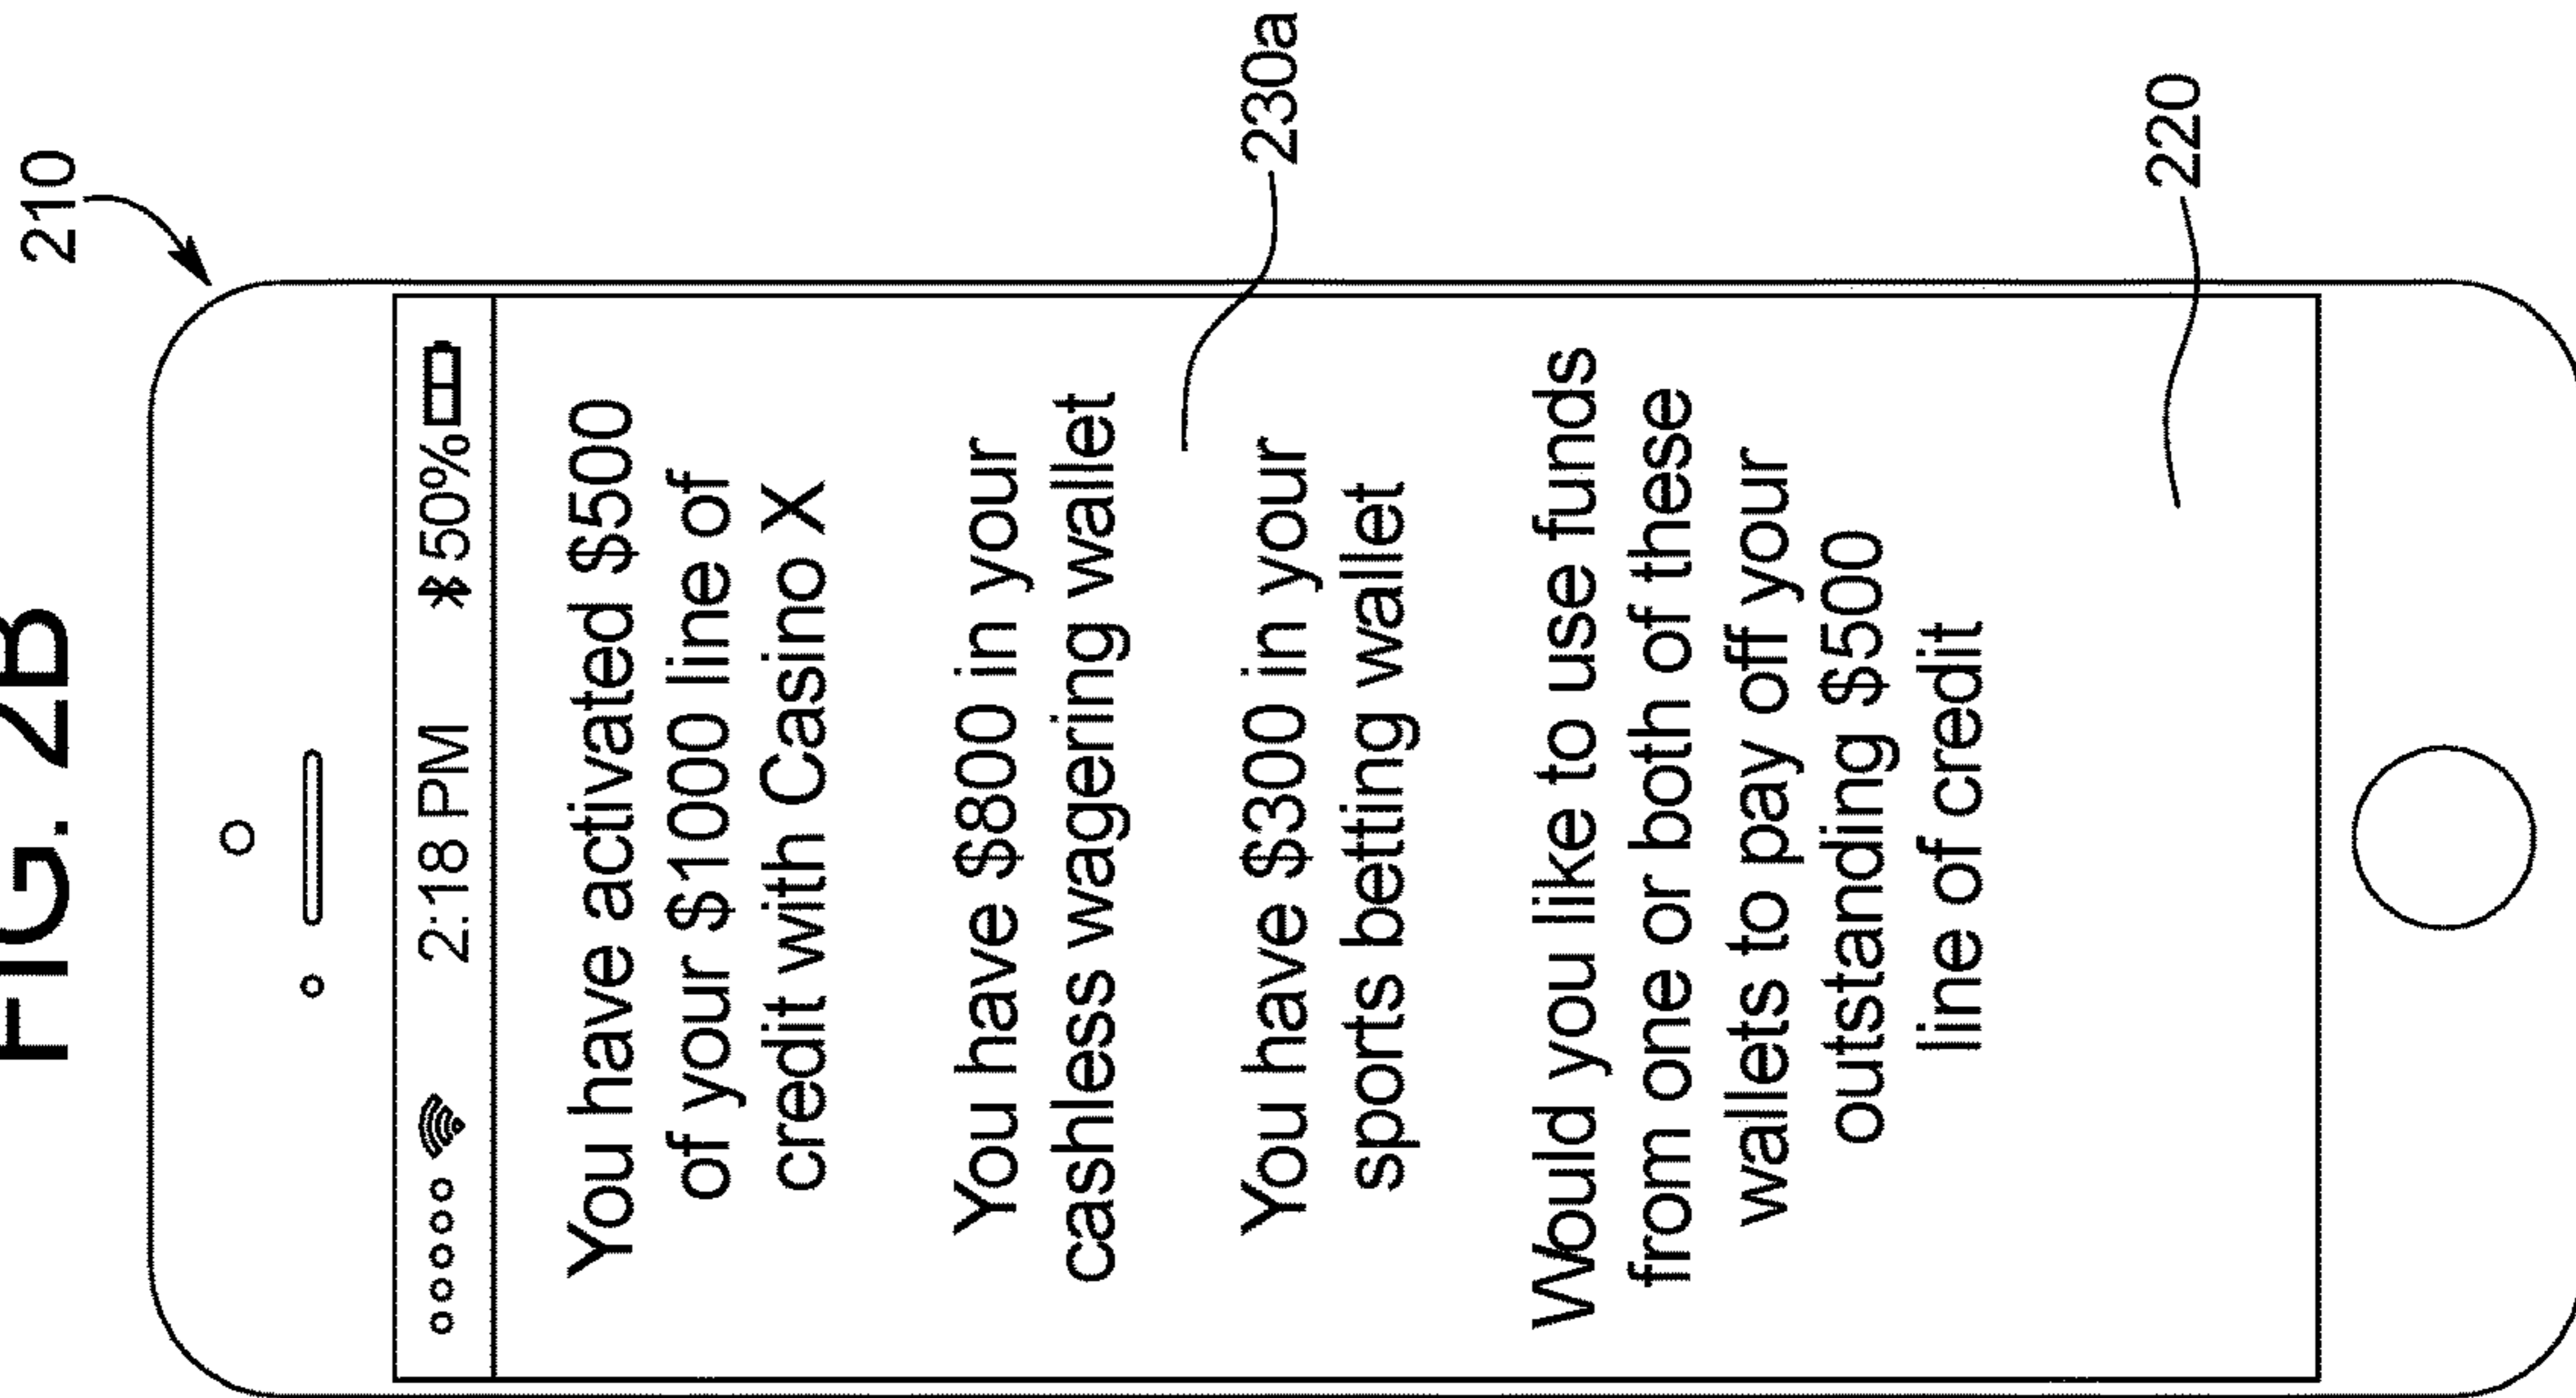 FIG. 2B
210
2:18 PM 50%
You have activated $500
of your $1000 line of
credit with Casino X
You have $800 in your
cashless wagering wallet
230a
You have $300 in your
sports betting wallet
Would you like to use funds
from one or both of these
wallets to pay off your
outstanding $500
line of credit
220